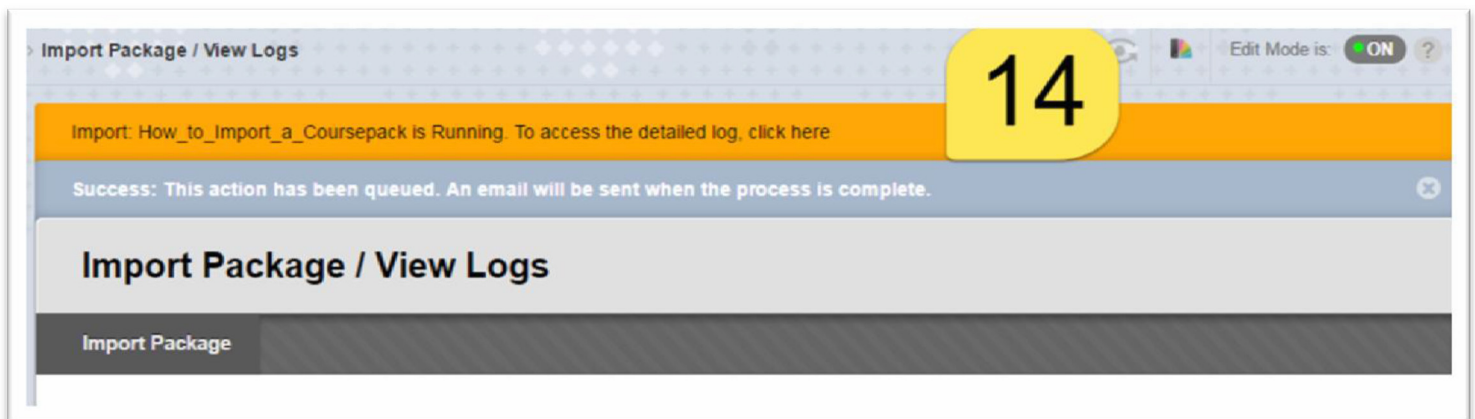 › Import Package / View Logs
14
Edit Mode is: ON ?
Import: How_to_Import_a_Coursepack is Running. To access the detailed log, click here
Success: This action has been queued. An email will be sent when the process is complete.
Import Package / View Logs
Import Package